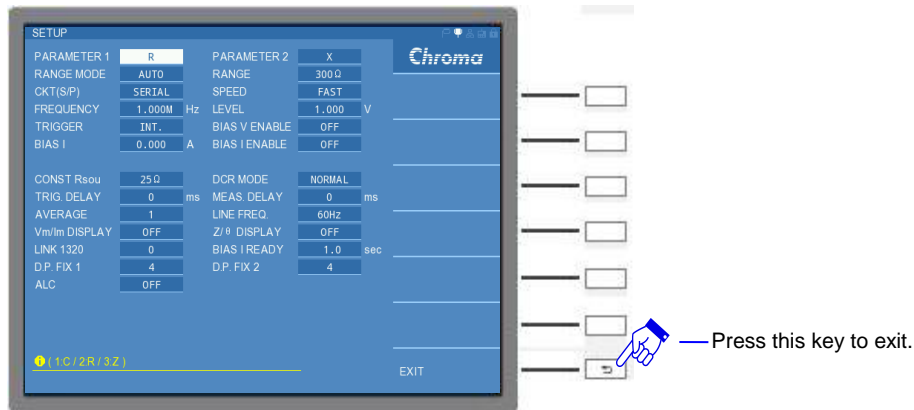 SETUP
Chroma
PARAMETER 1 R PARAMETER 2 X
RANGE MODE AUTO RANGE 300Ω
CKT(S/P) SERIAL SPEED FAST
FREQUENCY 1.000M Hz LEVEL 1.000 V
TRIGGER INT. BIAS V ENABLE OFF
BIAS I 0.000 A BIAS I ENABLE OFF
CONST Rsou 25Ω DCR MODE NORMAL
TRIG. DELAY 0 ms MEAS. DELAY 0 ms
AVERAGE 1 LINE FREQ. 60Hz
Vm/Im DISPLAY OFF Z/θ DISPLAY OFF
LINK 1320 0 BIAS I READY 1.0 sec
D.P. FIX 1 4 D.P. FIX 2 4
ALC OFF
( 1:C / 2:R / 3:Z )
EXIT
Press this key to exit.